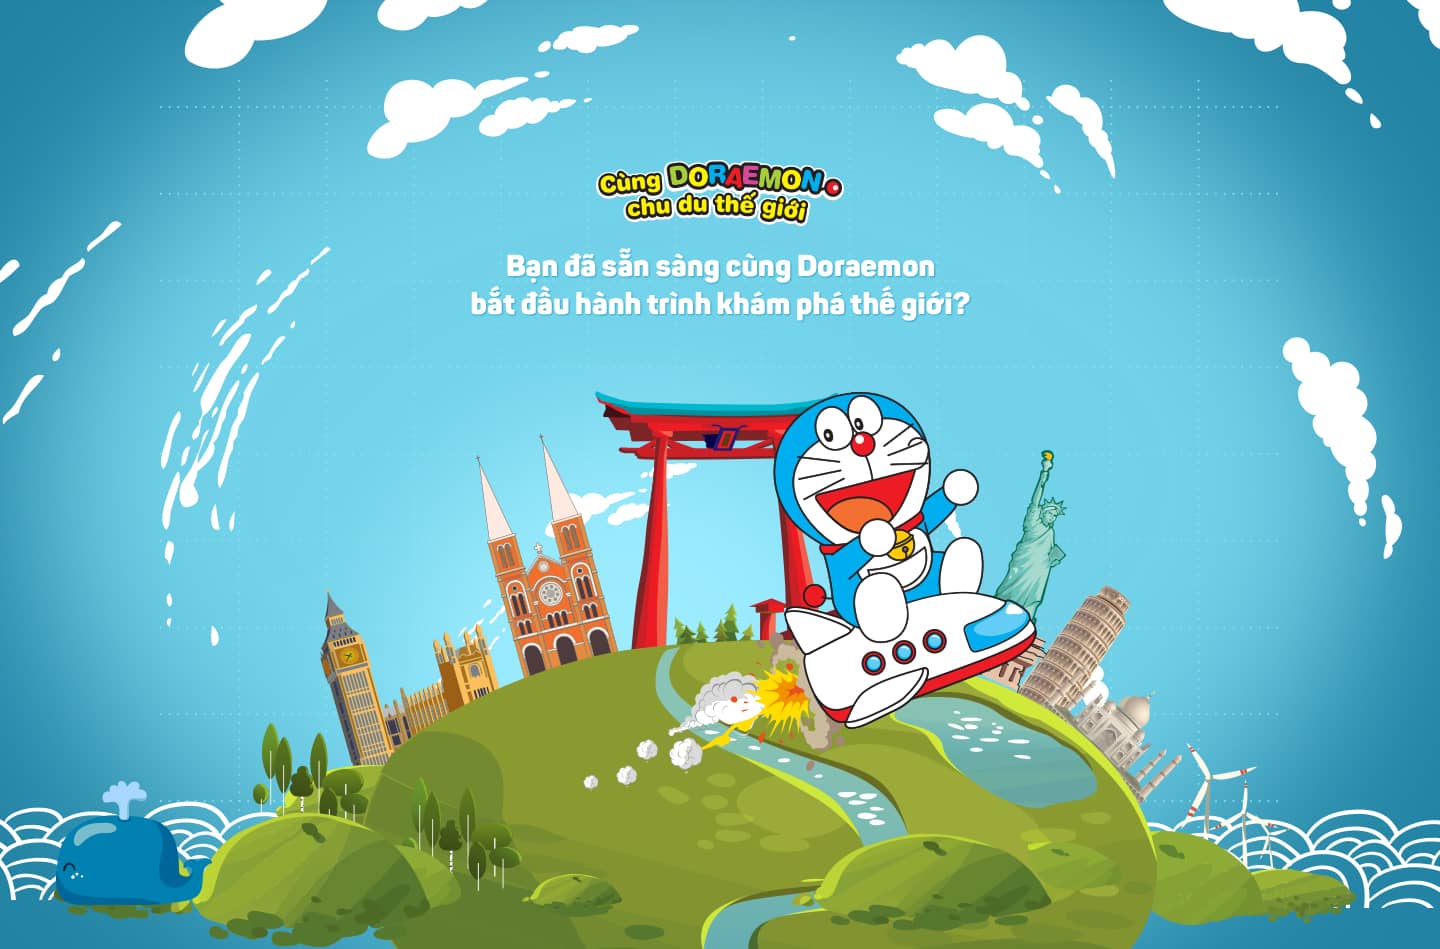 Cùng DORAEMON
chu du thế giới
Bạn đã sẵn sàng cùng Doraemon
bắt đầu hành trình khám phá thế giới?